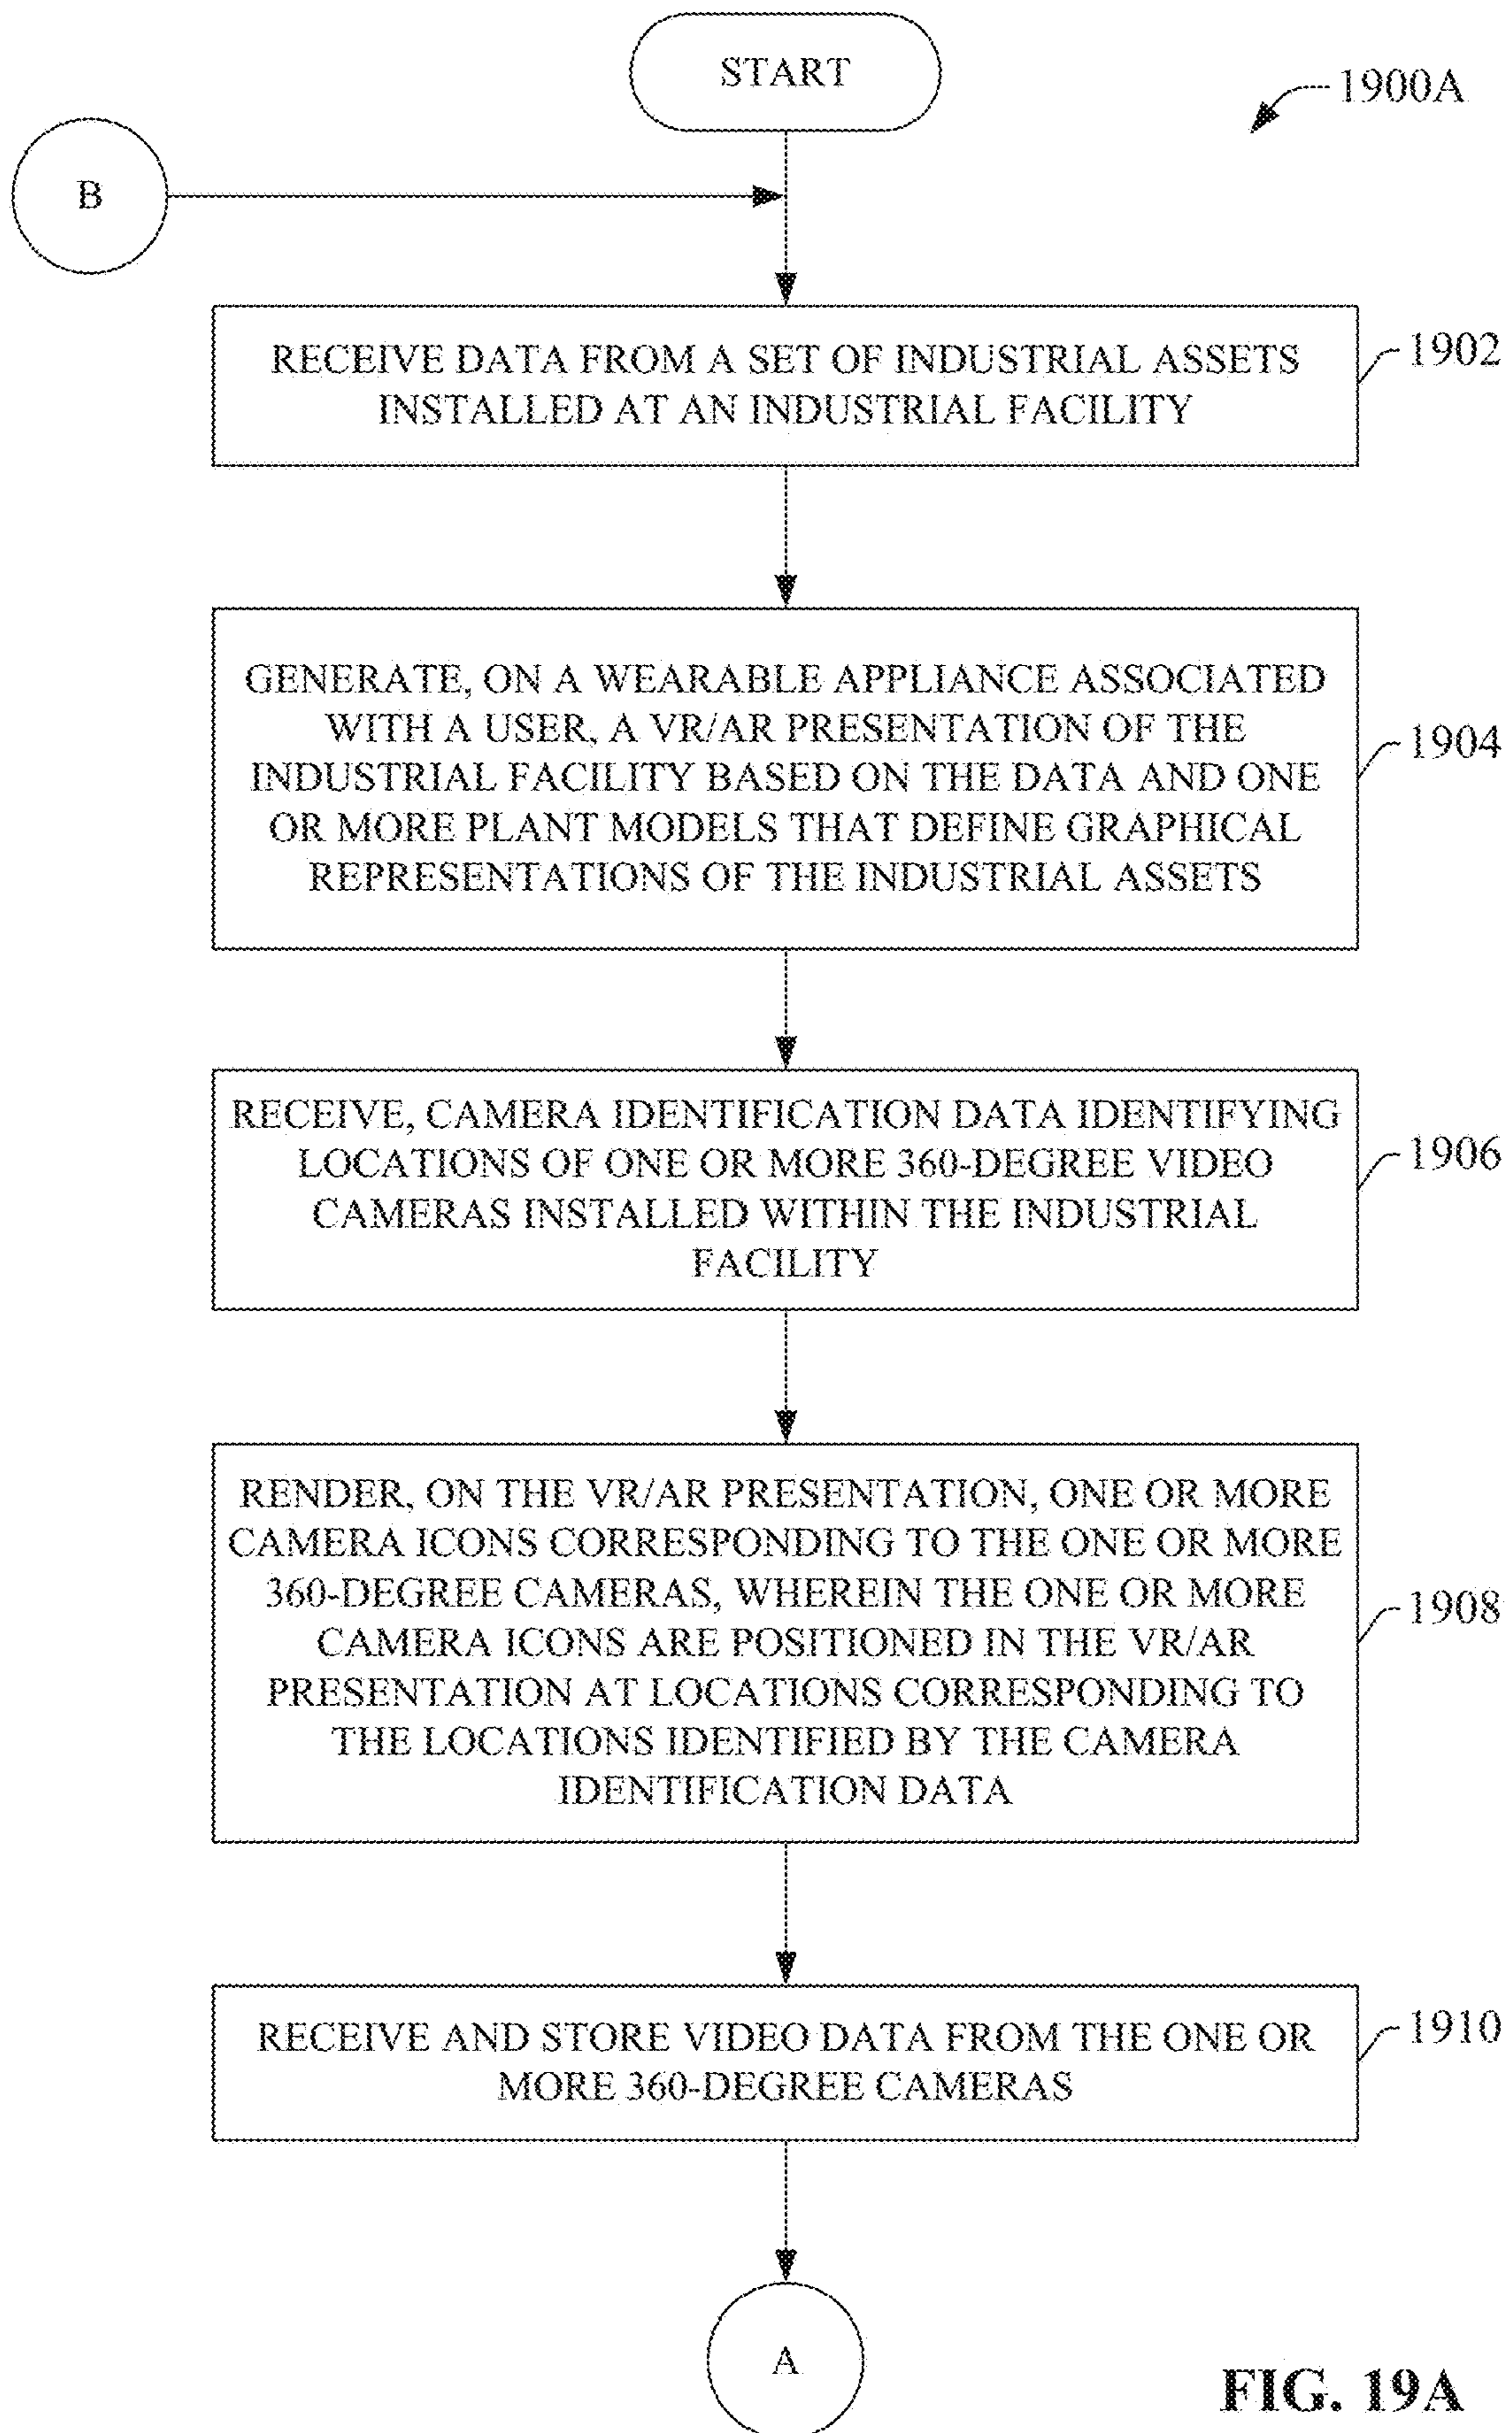 START
1900A
B
RECEIVE DATA FROM A SET OF INDUSTRIAL ASSETS
INSTALLED AT AN INDUSTRIAL FACILITY
1902
GENERATE, ON A WEARABLE APPLIANCE ASSOCIATED
WITH A USER, A VR/AR PRESENTATION OF THE
INDUSTRIAL FACILITY BASED ON THE DATA AND ONE
OR MORE PLANT MODELS THAT DEFINE GRAPHICAL
REPRESENTATIONS OF THE INDUSTRIAL ASSETS
1904
RECEIVE, CAMERA IDENTIFICATION DATA IDENTIFYING
LOCATIONS OF ONE OR MORE 360-DEGREE VIDEO
CAMERAS INSTALLED WITHIN THE INDUSTRIAL
FACILITY
1906
RENDER, ON THE VR/AR PRESENTATION, ONE OR MORE
CAMERA ICONS CORRESPONDING TO THE ONE OR MORE
360-DEGREE CAMERAS, WHEREIN THE ONE OR MORE
CAMERA ICONS ARE POSITIONED IN THE VR/AR
PRESENTATION AT LOCATIONS CORRESPONDING TO
THE LOCATIONS IDENTIFIED BY THE CAMERA
IDENTIFICATION DATA
1908
RECEIVE AND STORE VIDEO DATA FROM THE ONE OR
MORE 360-DEGREE CAMERAS
1910
A
FIG. 19A